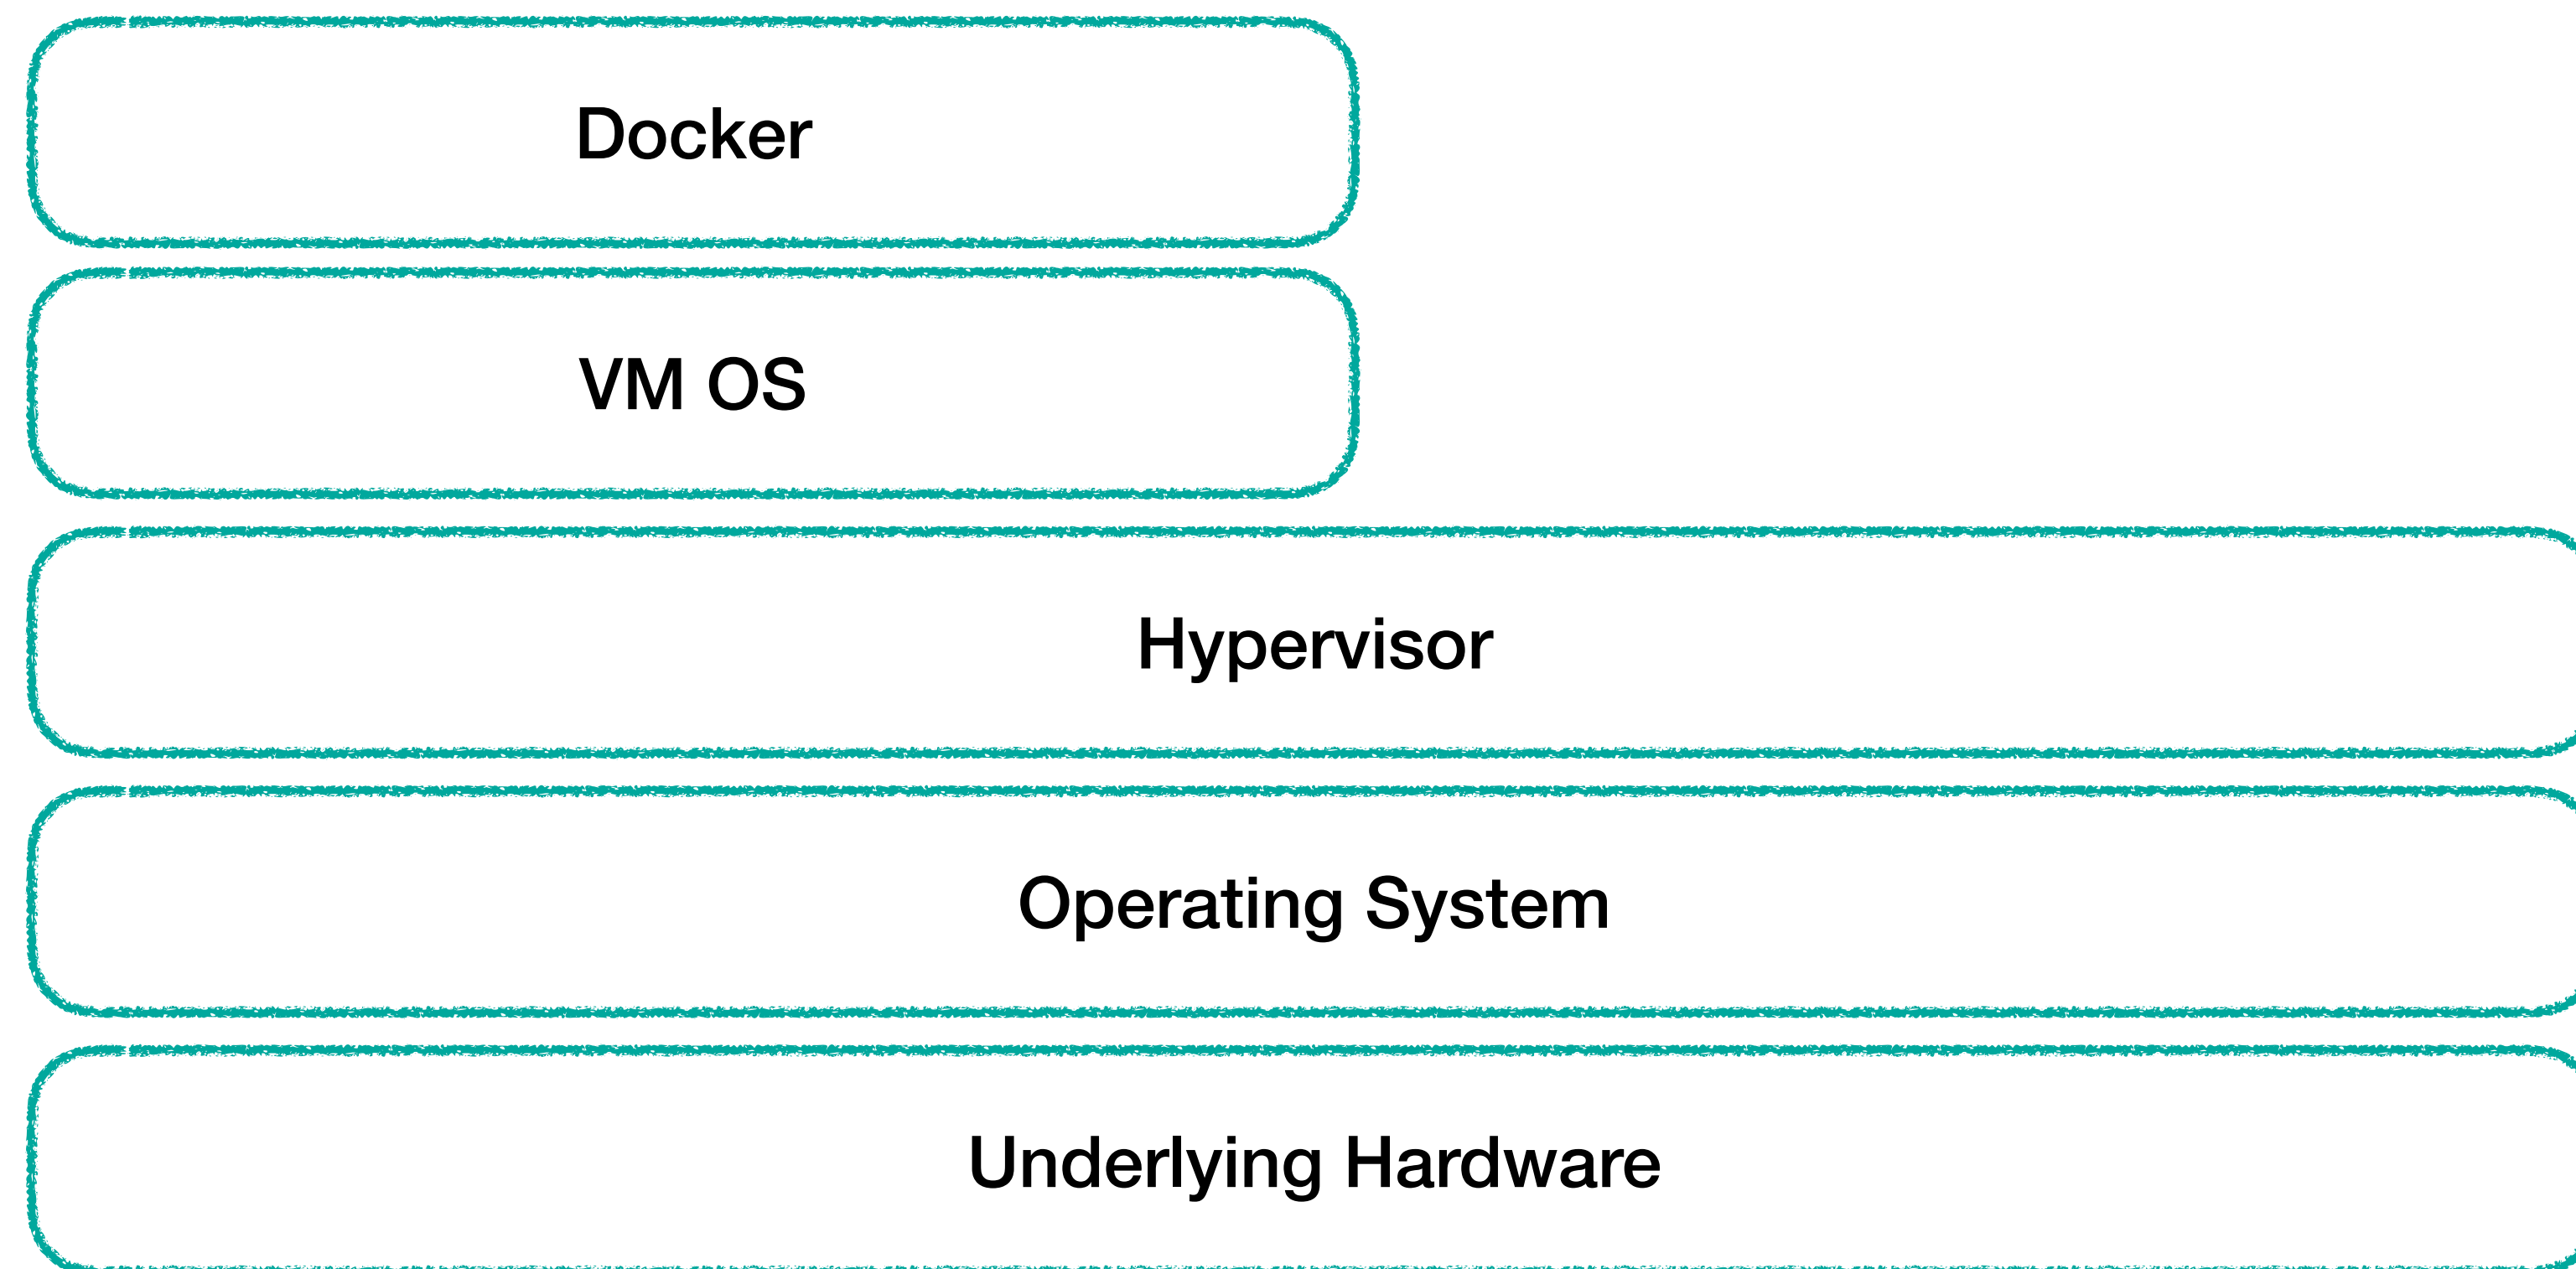 Docker
VM OS
Hypervisor
Operating System
Underlying Hardware